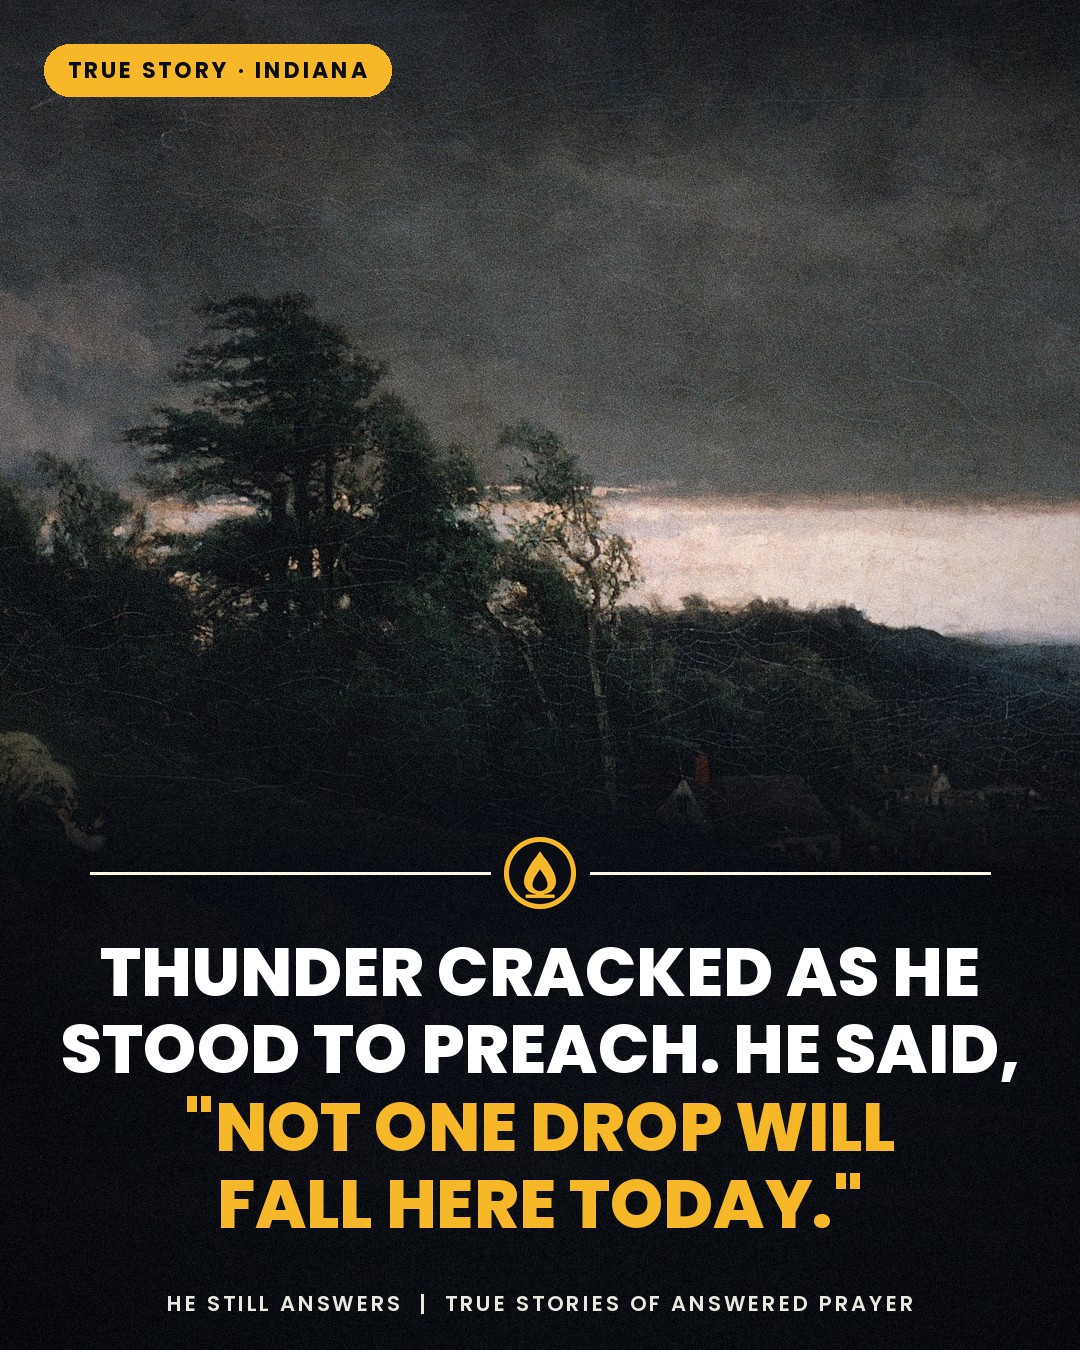 TRUE STORY · INDIANA
THUNDER CRACKED AS HE
STOOD TO PREACH. HE SAID,
"NOT ONE DROP WILL
FALL HERE TODAY."
HE STILL ANSWERS | TRUE STORIES OF ANSWERED PRAYER